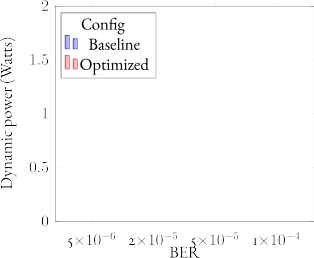 Dynamic power (Watts)
2
1.5
1
0.5
0
Config
Baseline
Optimized
5×10⁻⁶ 2×10⁻⁵ 5×10⁻⁵ 1×10⁻⁴
BER